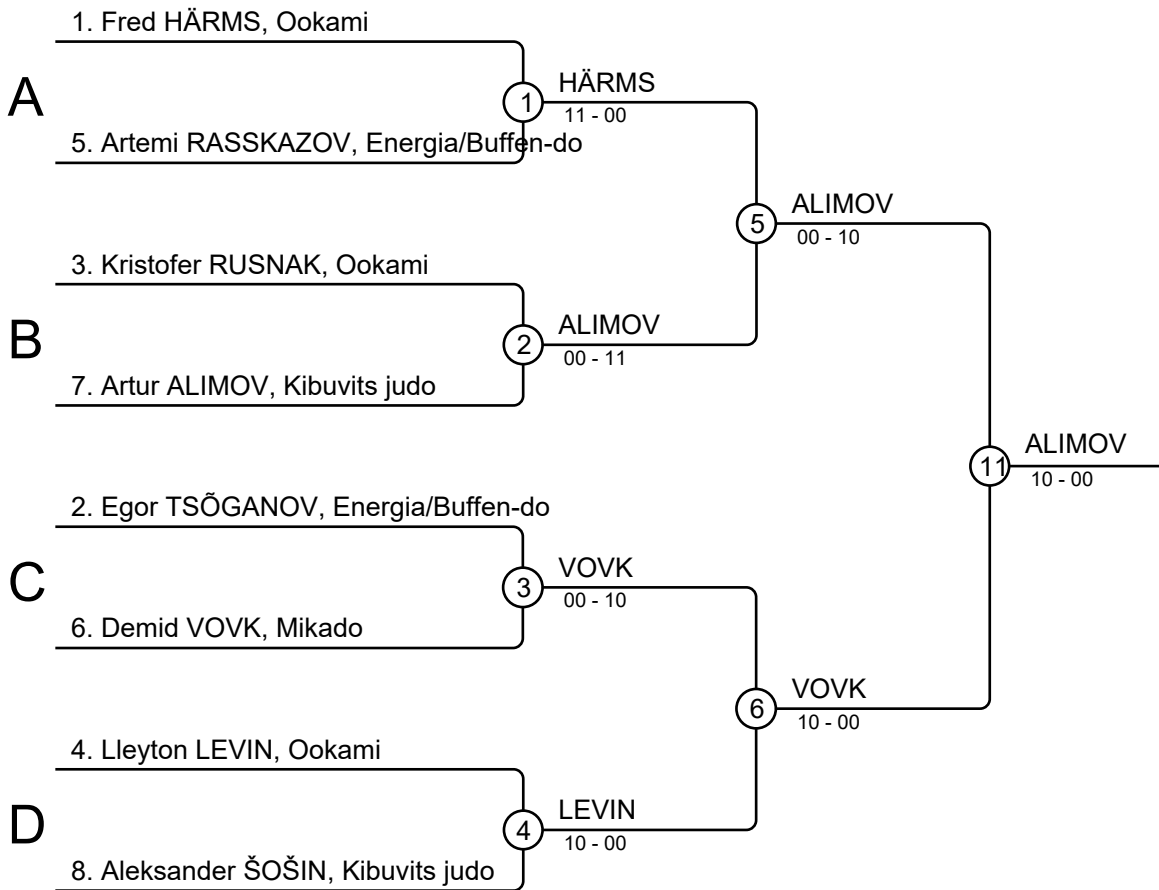 1. Fred HÄRMS, Ookami
A
1
HÄRMS
11 - 00
5. Artemi RASSKAZOV, Energia/Buffen-do
5
ALIMOV
00 - 10
3. Kristofer RUSNAK, Ookami
B
2
ALIMOV
00 - 11
7. Artur ALIMOV, Kibuvits judo
11
ALIMOV
10 - 00
2. Egor TSÕGANOV, Energia/Buffen-do
C
3
VOVK
00 - 10
6. Demid VOVK, Mikado
6
VOVK
10 - 00
4. Lleyton LEVIN, Ookami
D
4
LEVIN
10 - 00
8. Aleksander ŠOŠIN, Kibuvits judo